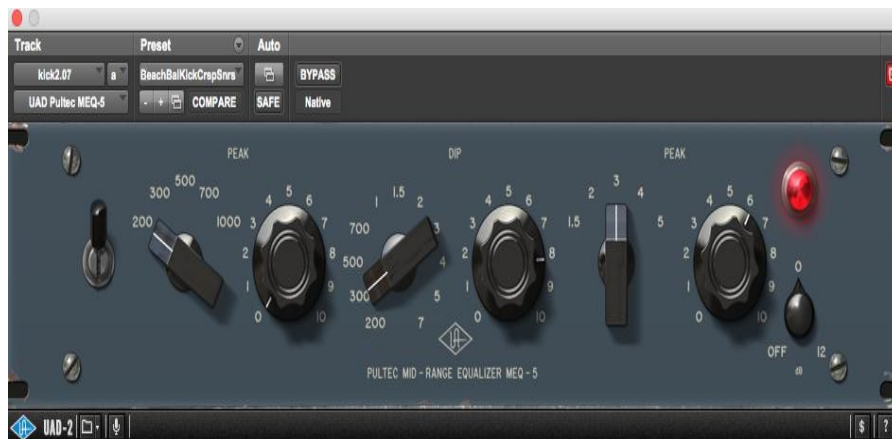 Track Preset Auto
kick2.07 a BeachBalKickCrspSnrs BYPASS
UAD Pultec MEQ-5 - + COMPARE SAFE Native
PEAK DIP PEAK
200 300 500 700 1000
0 1 2 3 4 5 6 7 8 9 10
200 300 500 700 1 1.5 2 3 4 5 7
0 1 2 3 4 5 6 7 8 9 10
1.5 2 3 4 5
0 1 2 3 4 5 6 7 8 9 10
0
OFF 12
dB
UA
PULTEC MID-RANGE EQUALIZER MEQ-5
UAD-2 $ ?